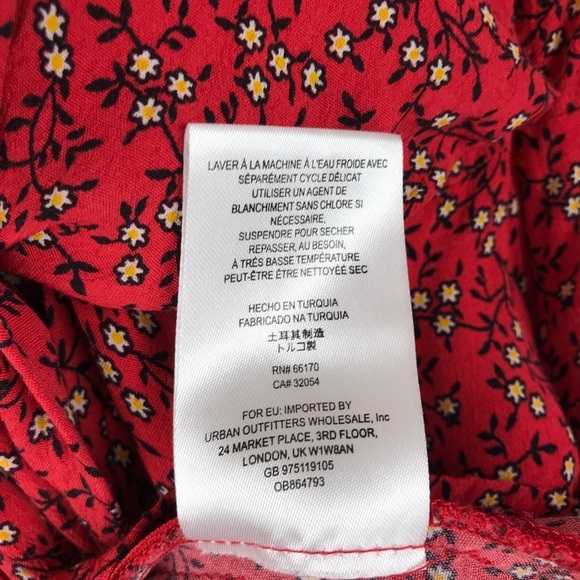 LAVER À LA MACHINE À L'EAU FROIDE AVEC
SÉPARÉMENT CYCLE DÉLICAT
UTILISER UN AGENT DE
BLANCHIMENT SANS CHLORE SI
NÉCESSAIRE,
SUSPENDRE POUR SECHER
REPASSER, AU BESOIN,
À TRÉS BASSE TEMPÉRATURE
PEUT-ÊTRE ÊTRE NETTOYÉÉ SEC
HECHO EN TURQUIA
FABRICADO NA TURQUIA
土耳其制造
トルコ製
RN# 66170
CA# 32054
FOR EU: IMPORTED BY
URBAN OUTFITTERS WHOLESALE, Inc
24 MARKET PLACE, 3RD FLOOR,
LONDON, UK W1W8AN
GB 975119105
OB864793